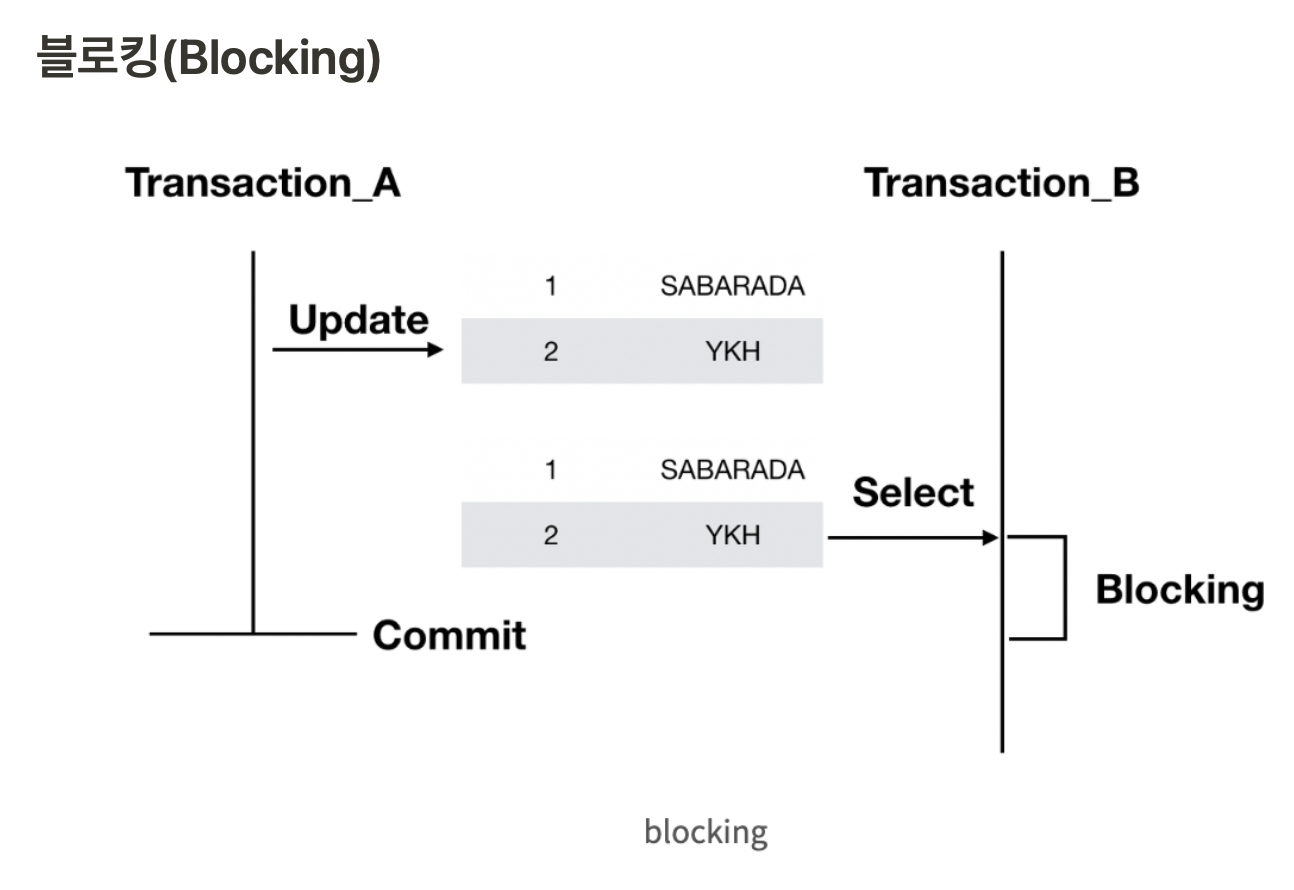 블로킹(Blocking)
Transaction_A Transaction_B
1 SABARADA
Update
2 YKH
1 SABARADA
Select
2 YKH
Blocking
Commit
blocking